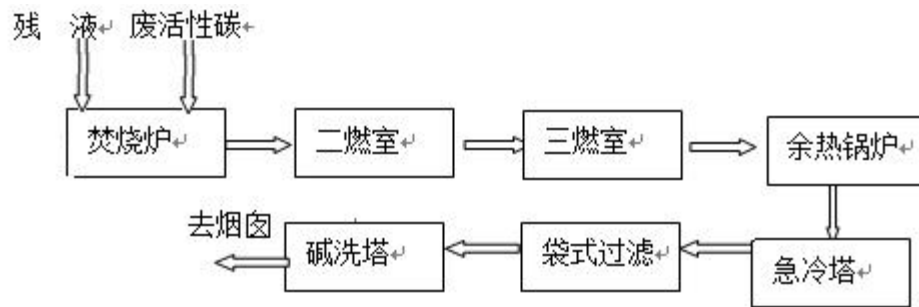 残 液 废活性碳
焚烧炉 二燃室 三燃室 余热锅炉
去烟囱 碱洗塔 袋式过滤 急冷塔